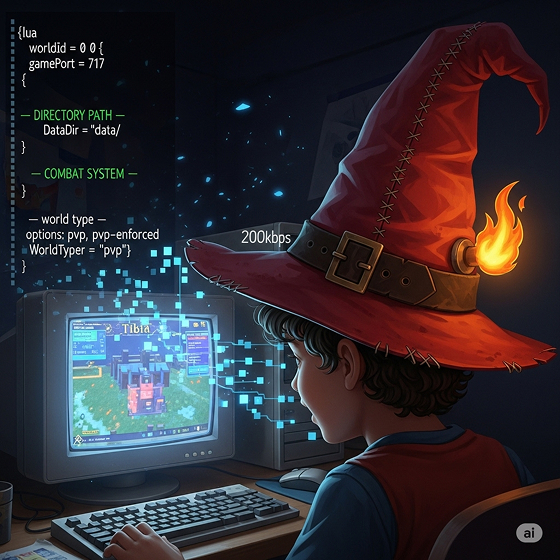 {lua
worldid = 0 0 {
gamePort = 717
{
— DIRECTORY PATH —
DataDir = "data/
}
— COMBAT SYSTEM —
}
— world type —
options: pvp, pvp-enforced
WorldTyper = "pvp"}
}
200kbps
Tibia
ai